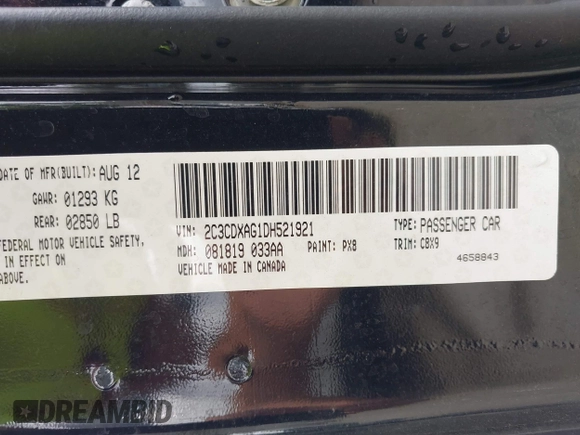 DATE OF MFR(BUILT): AUG 12
GAWR: 01293 KG
REAR: 02850 LB
FEDERAL MOTOR VEHICLE SAFETY,
IN EFFECT ON
ABOVE.
VIN: 2C3CDXAG1DH521921
TYPE: PASSENGER CAR
MDH: 081819 033AA
PAINT: PX8
TRIM: C8X9
VEHICLE MADE IN CANADA
4658843
DREAMBID